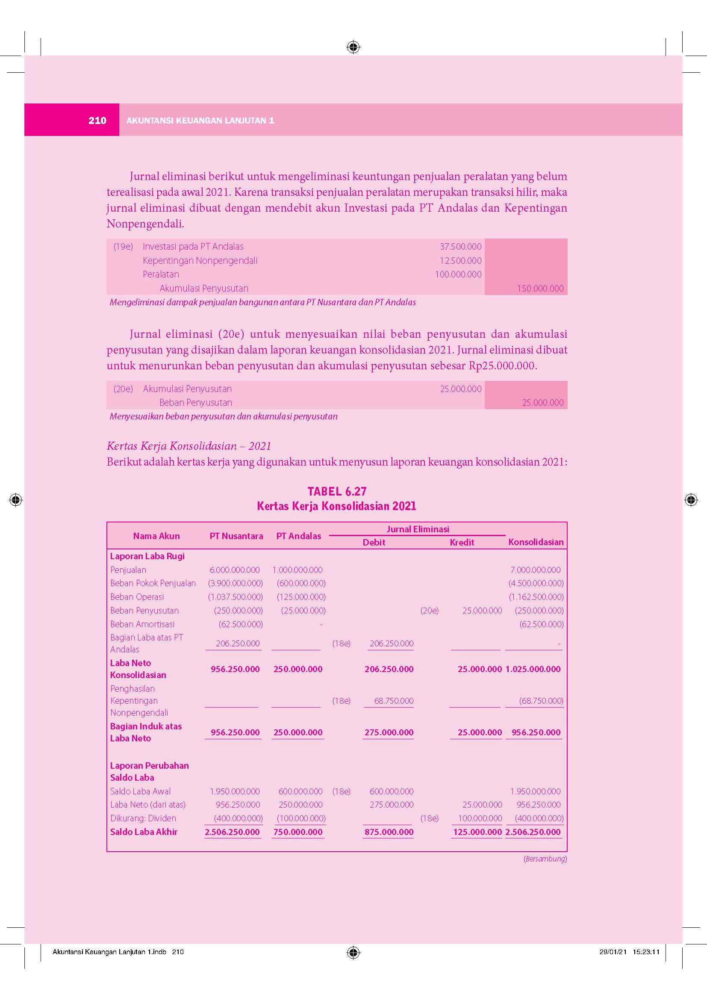 210 AKUNTANSI KEUANGAN LANJUTAN 1
Jurnal eliminasi berikut untuk mengeliminasi keuntungan penjualan peralatan yang belum
terealisasi pada awal 2021. Karena transaksi penjualan peralatan merupakan transaksi hilir, maka
jurnal eliminasi dibuat dengan mendebit akun Investasi pada PT Andalas dan Kepentingan
Nonpengendali.
(19e) Investasi pada PT Andalas 37.500.000
Kepentingan Nonpengendali 12.500.000
Peralatan 100.000.000
Akumulasi Penyusutan 150.000.000
Mengeliminasi dampak penjualan bangunan antara PT Nusantara dan PT Andalas
Jurnal eliminasi (20e) untuk menyesuaikan nilai beban penyusutan dan akumulasi
penyusutan yang disajikan dalam laporan keuangan konsolidasian 2021. Jurnal eliminasi dibuat
untuk menurunkan beban penyusutan dan akumulasi penyusutan sebesar Rp25.000.000.
(20e) Akumulasi Penyusutan 25.000.000
Beban Penyusutan 25.000.000
Menyesuaikan beban penyusutan dan akumulasi penyusutan
Kertas Kerja Konsolidasian – 2021
Berikut adalah kertas kerja yang digunakan untuk menyusun laporan keuangan konsolidasian 2021:
TABEL 6.27
Kertas Kerja Konsolidasian 2021
Nama Akun PT Nusantara PT Andalas Jurnal Eliminasi
Debit Kredit Konsolidasian
Laporan Laba Rugi
Penjualan 6.000.000.000 1.000.000.000 7.000.000.000
Beban Pokok Penjualan (3.900.000.000) (600.000.000) (4.500.000.000)
Beban Operasi (1.037.500.000) (125.000.000) (1.162.500.000)
Beban Penyusutan (250.000.000) (25.000.000) (20e) 25.000.000 (250.000.000)
Beban Amortisasi (62.500.000) - (62.500.000)
Bagian Laba atas PT
Andalas 206.250.000 (18e) 206.250.000 -
Laba Neto
Konsolidasian 956.250.000 250.000.000 206.250.000 25.000.000 1.025.000.000
Penghasilan
Kepentingan (18e) 68.750.000 (68.750.000)
Nonpengendali
Bagian Induk atas
Laba Neto 956.250.000 250.000.000 275.000.000 25.000.000 956.250.000
Laporan Perubahan
Saldo Laba
Saldo Laba Awal 1.950.000.000 600.000.000 (18e) 600.000.000 1.950.000.000
Laba Neto (dari atas) 956.250.000 250.000.000 275.000.000 25.000.000 956.250.000
Dikurang: Dividen (400.000.000) (100.000.000) (18e) 100.000.000 (400.000.000)
Saldo Laba Akhir 2.506.250.000 750.000.000 875.000.000 125.000.000 2.506.250.000
(Bersambung)
Akuntansi Keuangan Lanjutan 1.indb 210 29/01/21 15:23:11